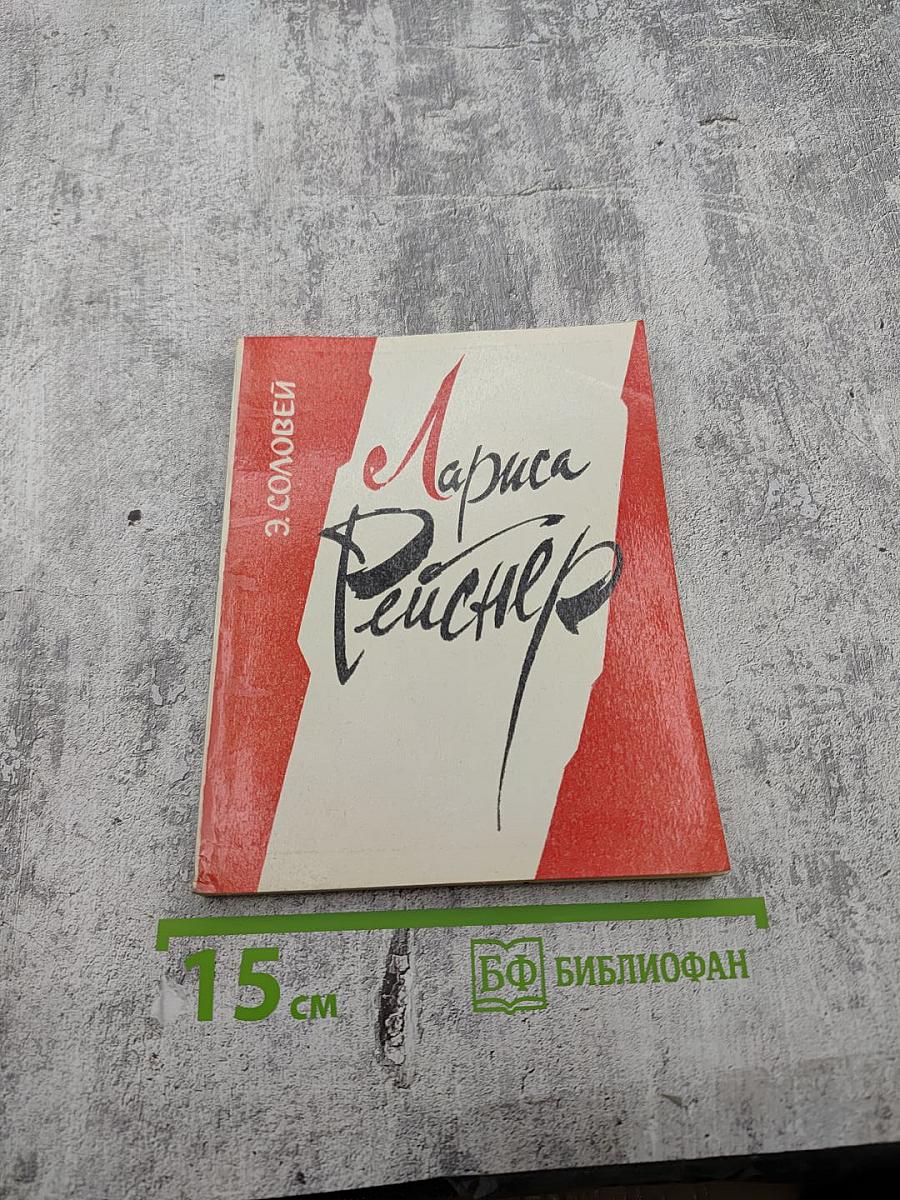 Э. СОЛОВЕЙ
Лариса
Рейснер
15 см
БФ БИБЛИОФАН